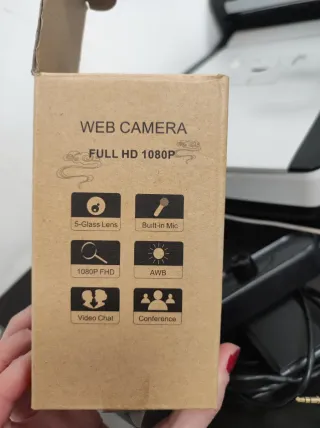 WEB CAMERA
FULL HD 1080P
5-Glass Lens
Built-in Mic
1080P FHD
AWB
Video Chat
Conference